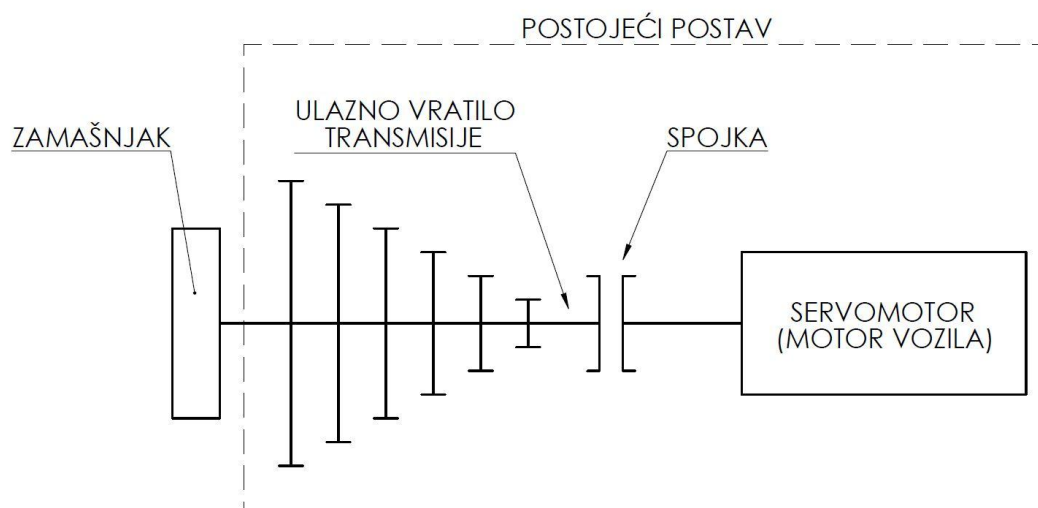 POSTOJEĆI POSTAV
ULAZNO VRATILO
TRANSMISIJE
ZAMAŠNJAK
SPOJKA
SERVOMOTOR
(MOTOR VOZILA)